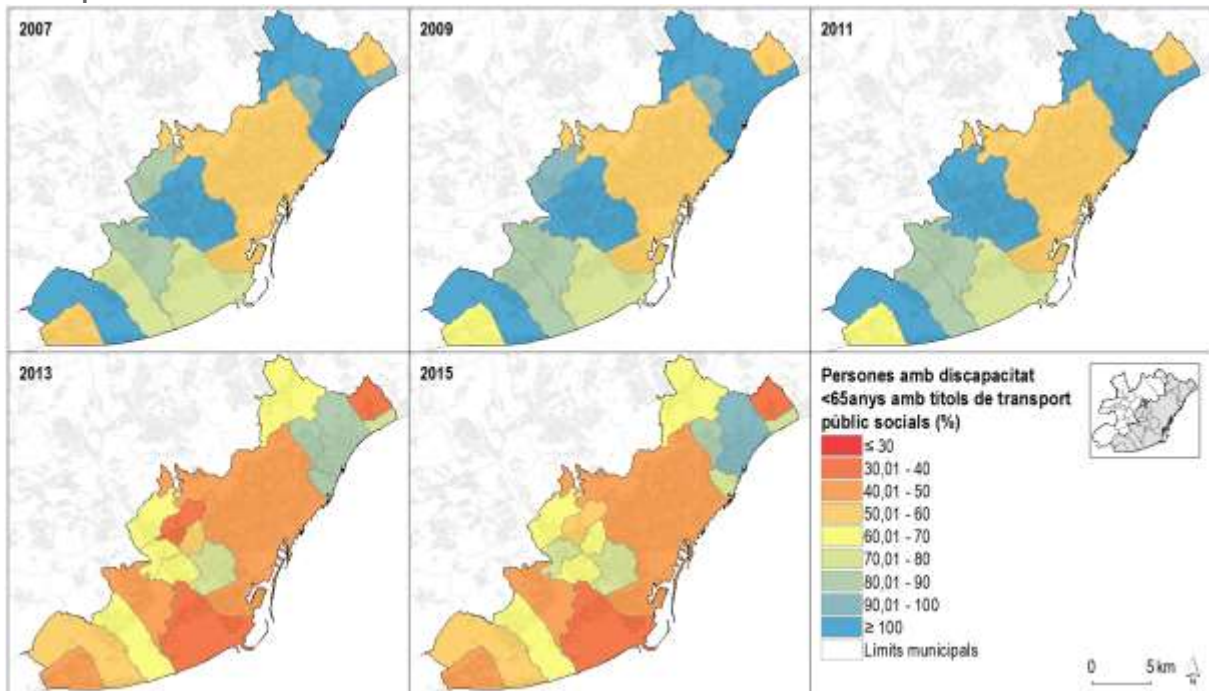 2007
2009
2011
2013
2015
Persones amb discapacitat
<65anys amb títols de transport
públic socials (%)
≤ 30
30,01 - 40
40,01 - 50
50,01 - 60
60,01 - 70
70,01 - 80
80,01 - 90
90,01 - 100
≥ 100
Límits municipals
0 5 km
N